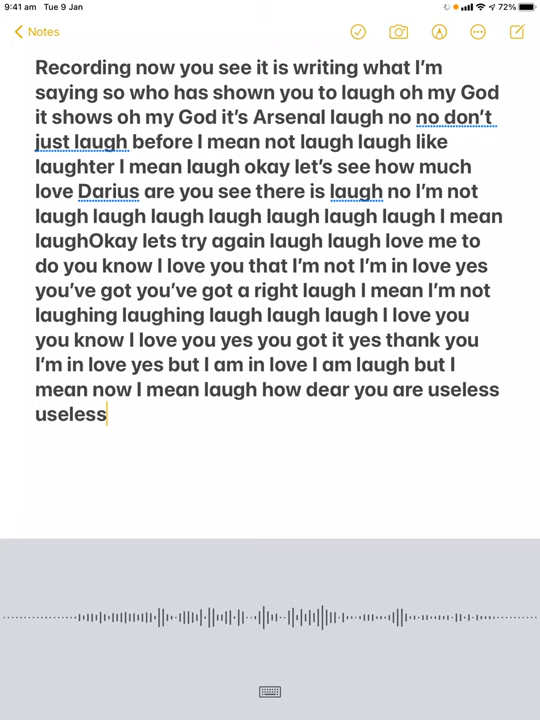 9:41 am Tue 9 Jan
72%
Notes
Recording now you see it is writing what I’m
saying so who has shown you to laugh oh my God
it shows oh my God it’s Arsenal laugh no no don’t
just laugh before I mean not laugh laugh like
laughter I mean laugh okay let’s see how much
love Darius are you see there is laugh no I’m not
laugh laugh laugh laugh laugh laugh laugh I mean
laughOkay lets try again laugh laugh love me to
do you know I love you that I’m not I’m in love yes
you’ve got you’ve got a right laugh I mean I’m not
laughing laughing laugh laugh laugh I love you
you know I love you yes you got it yes thank you
I’m in love yes but I am in love I am laugh but I
mean now I mean laugh how dear you are useless
useless